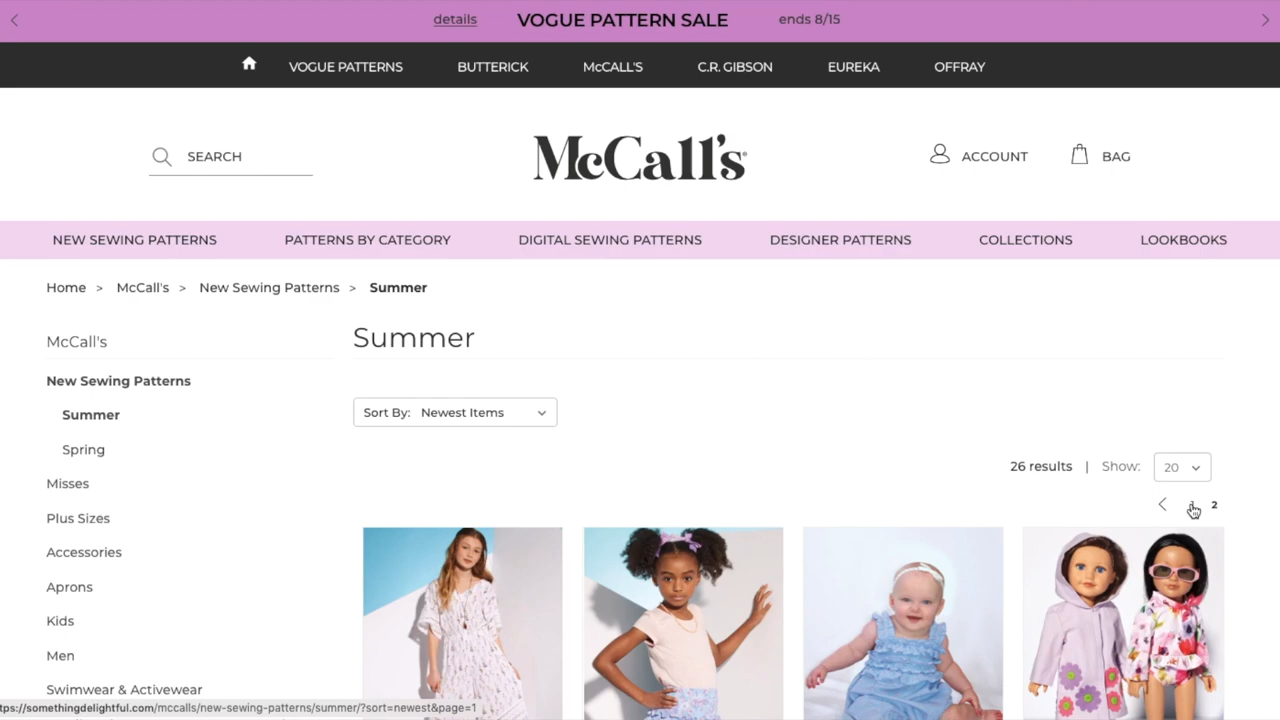 details VOGUE PATTERN SALE ends 8/15
VOGUE PATTERNS BUTTERICK McCALL'S C.R. GIBSON EUREKA OFFRAY
SEARCH McCall's® ACCOUNT BAG
NEW SEWING PATTERNS PATTERNS BY CATEGORY DIGITAL SEWING PATTERNS DESIGNER PATTERNS COLLECTIONS LOOKBOOKS
Home > McCall's > New Sewing Patterns > Summer
McCall's
New Sewing Patterns
Summer
Spring
Misses
Plus Sizes
Accessories
Aprons
Kids
Men
Swimwear & Activewear
Summer
Sort By: Newest Items
26 results | Show: 20
2
tps://somethingdelightful.com/mccalls/new-sewing-patterns/summer/?sort=newest&page=1